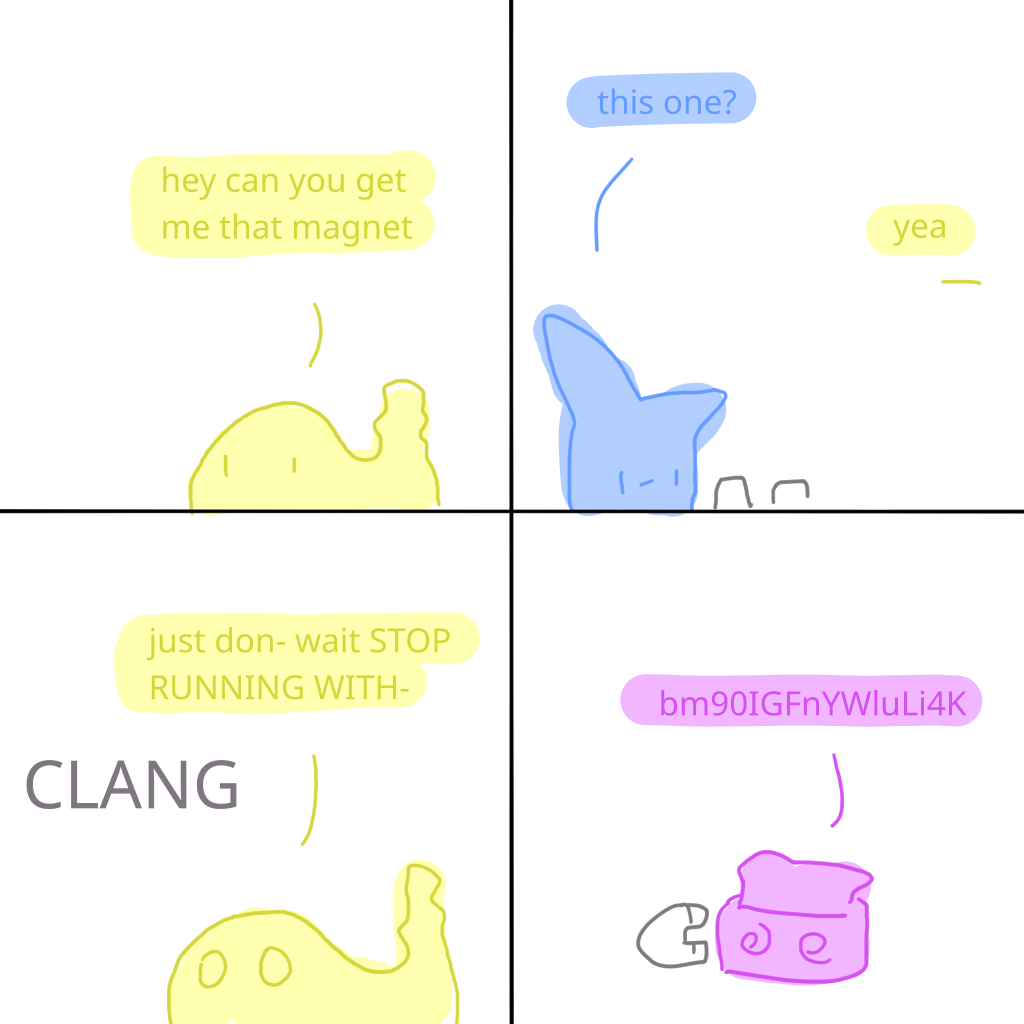 hey can you get
me that magnet
this one?
yea
just don- wait STOP
RUNNING WITH-
CLANG
bm90IGFnYWluLi4K